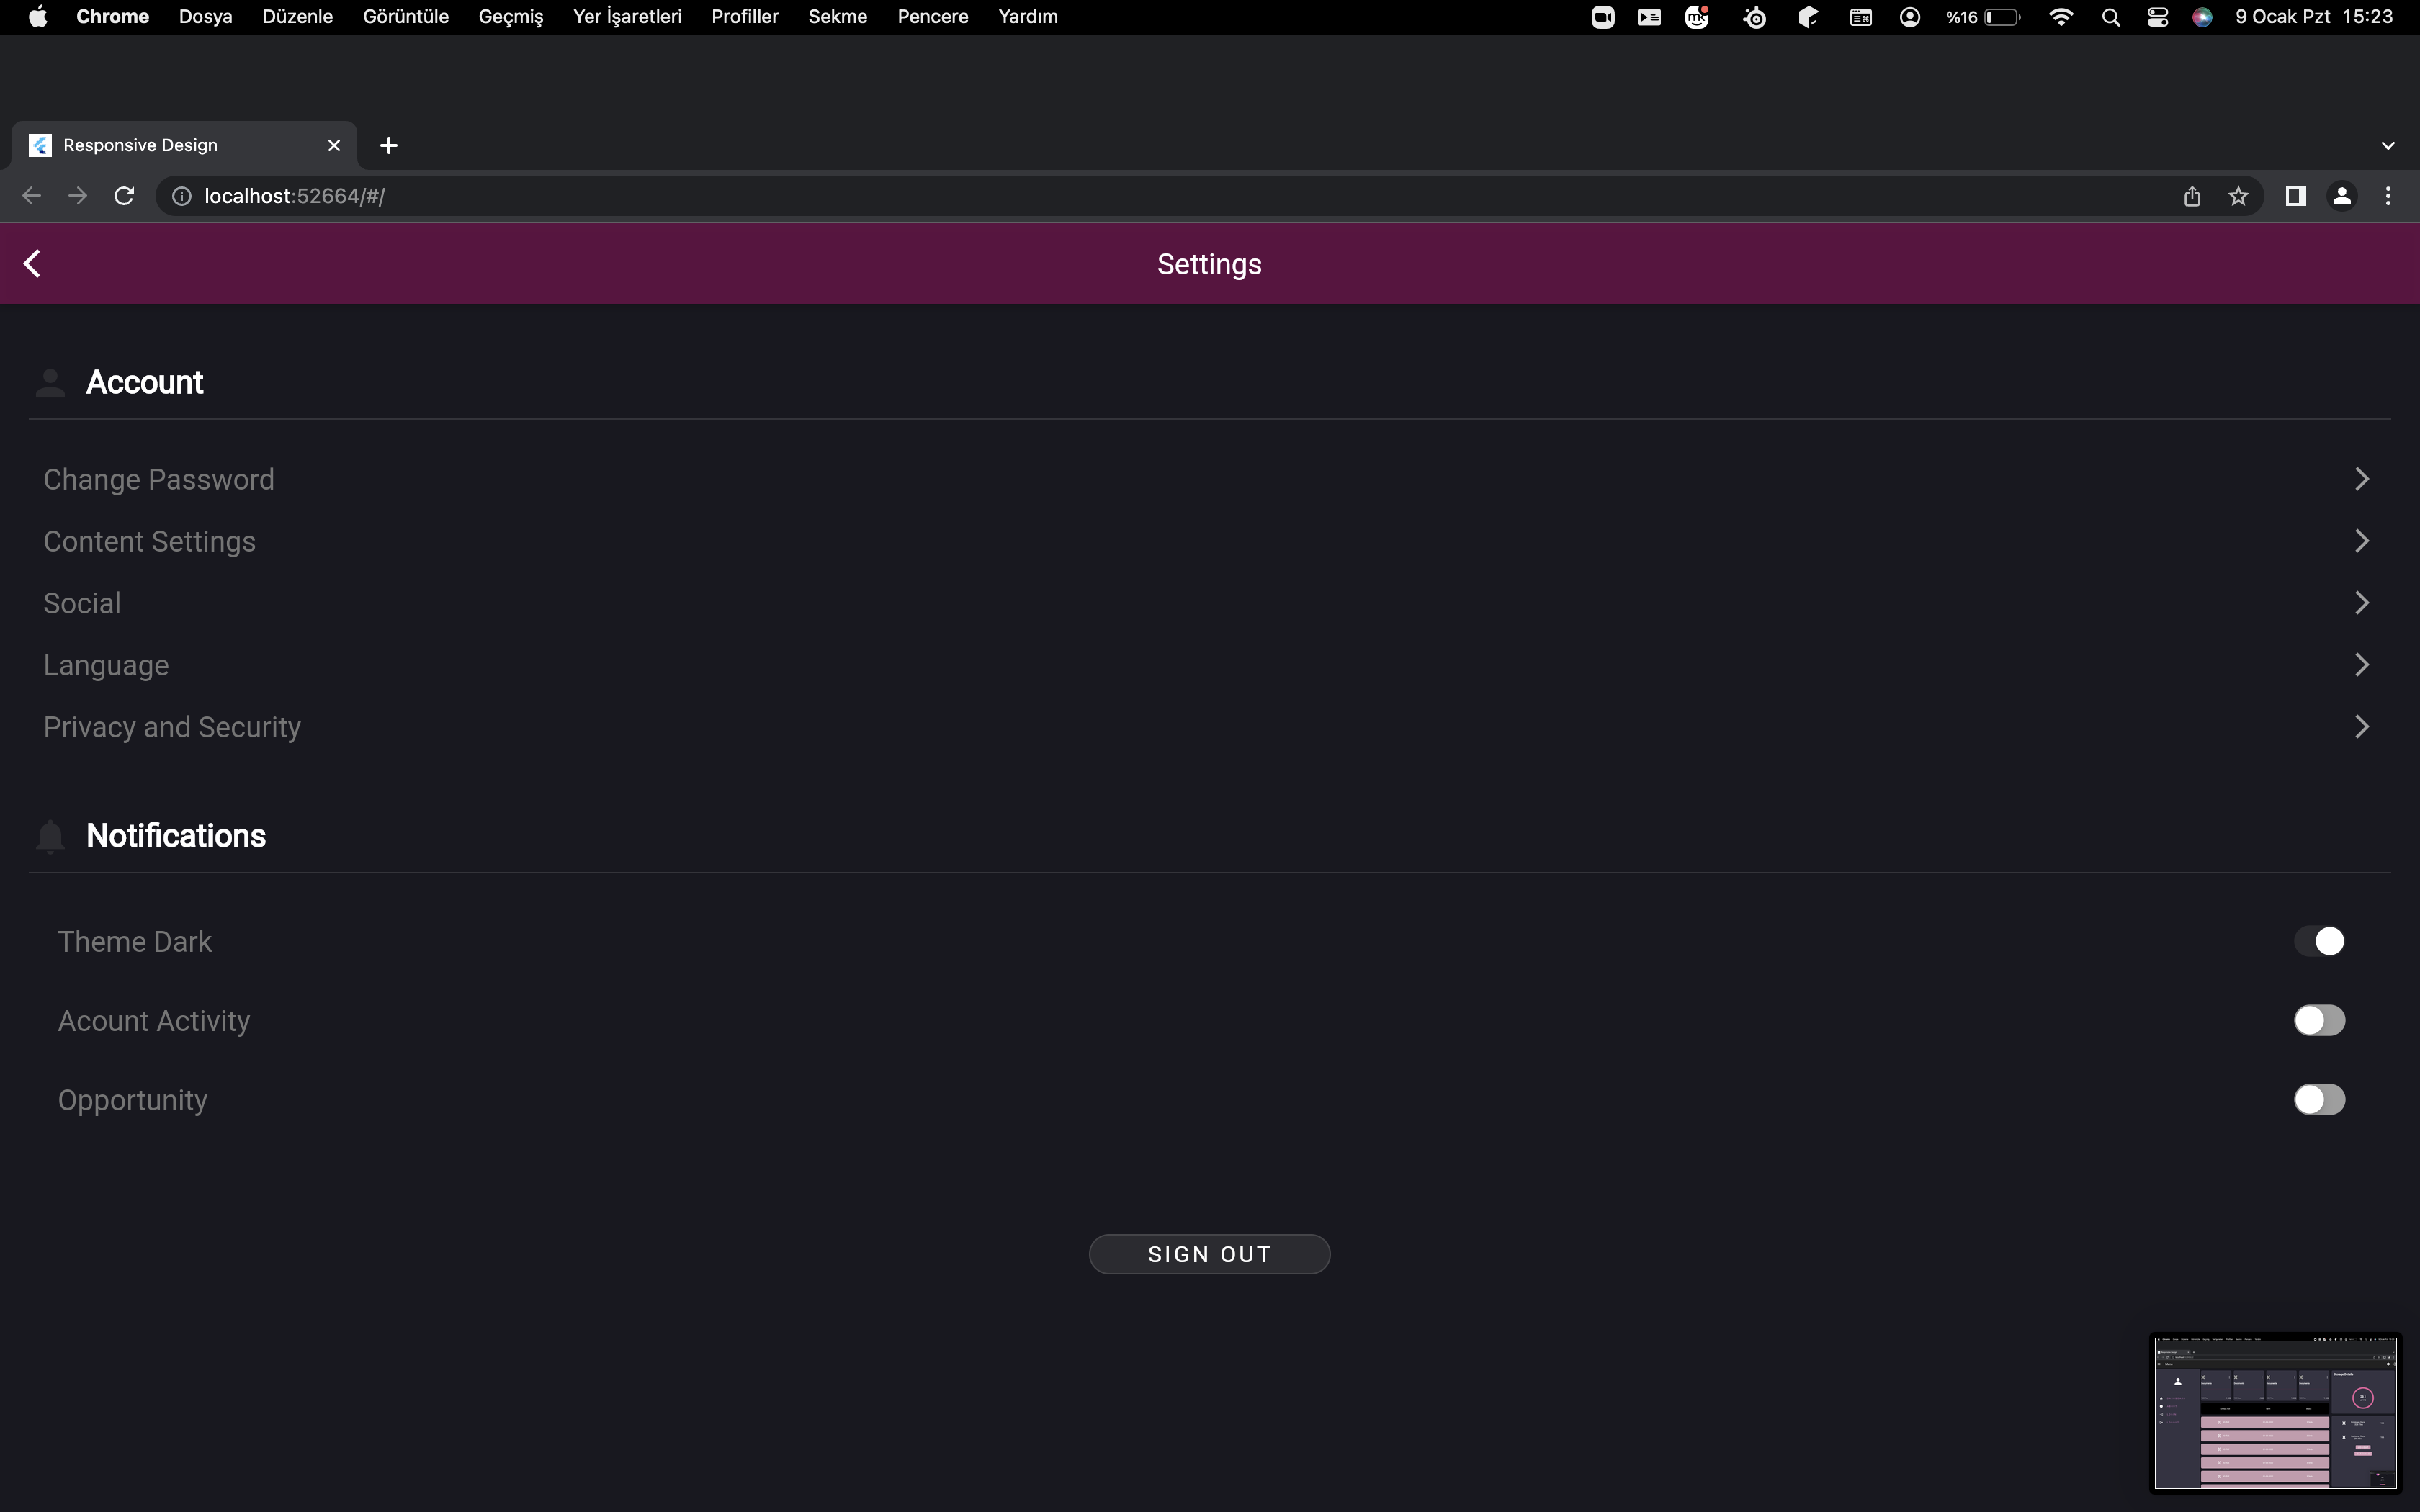 Chrome Dosya Düzenle Görüntüle Geçmiş Yer İşaretleri Profiller Sekme Pencere Yardım %16 9 Ocak Pzt 15:23
Responsive Design
localhost:52664/#/
Settings
Account
Change Password
Content Settings
Social
Language
Privacy and Security
Notifications
Theme Dark
Acount Activity
Opportunity
SIGN OUT